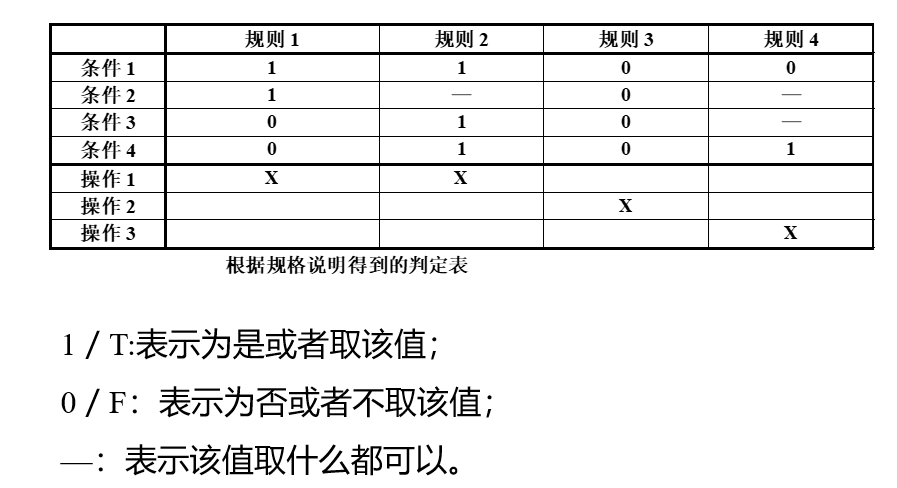 规则 1 规则 2 规则 3 规则 4
条件 1 1 1 0 0
条件 2 1 — 0 —
条件 3 0 1 0 —
条件 4 0 1 0 1
操作 1 X X
操作 2 X
操作 3 X
根据规格说明得到的判定表
1 / T:表示为是或者取该值；
0 / F：表示为否或者不取该值；
—：表示该值取什么都可以。